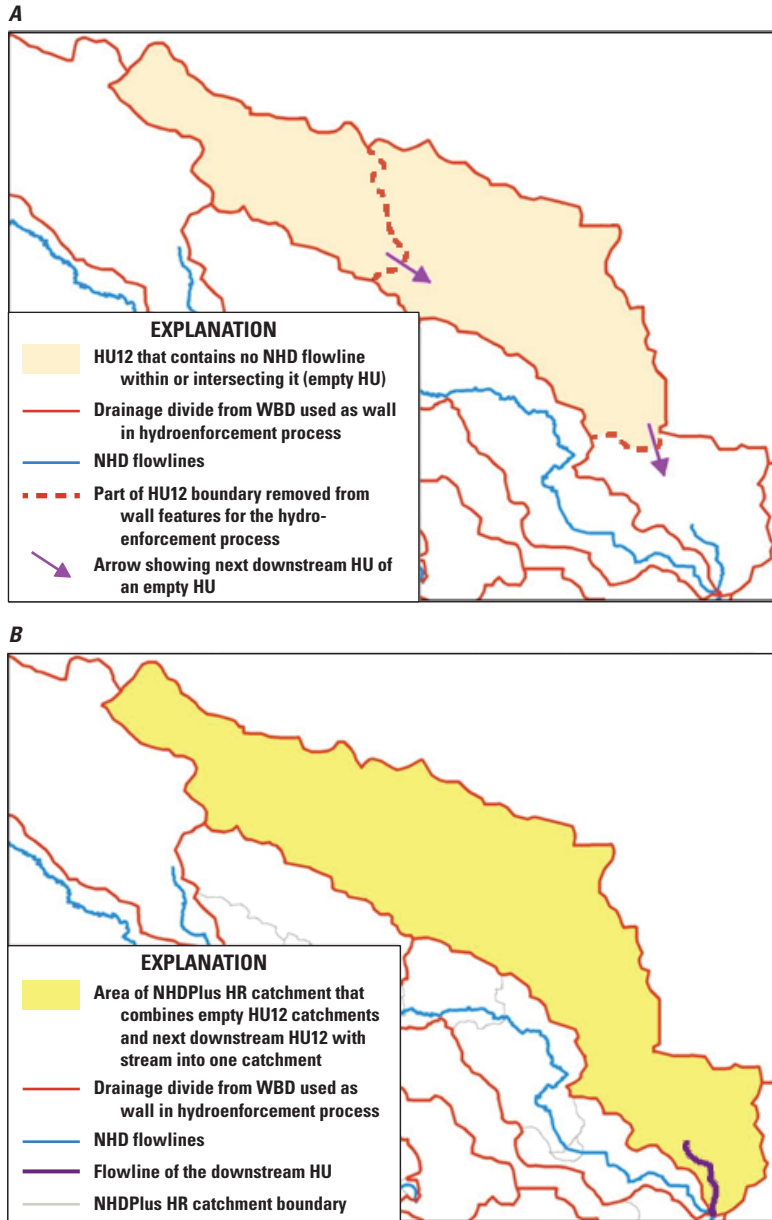 A
EXPLANATION
HU12 that contains no NHD flowline
within or intersecting it (empty HU)
Drainage divide from WBD used as wall
in hydroenforcement process
NHD flowlines
Part of HU12 boundary removed from
wall features for the hydro-
enforcement process
Arrow showing next downstream HU of
an empty HU
B
EXPLANATION
Area of NHDPlus HR catchment that
combines empty HU12 catchments
and next downstream HU12 with
stream into one catchment
Drainage divide from WBD used as
wall in hydroenforcement process
NHD flowlines
Flowline of the downstream HU
NHDPlus HR catchment boundary